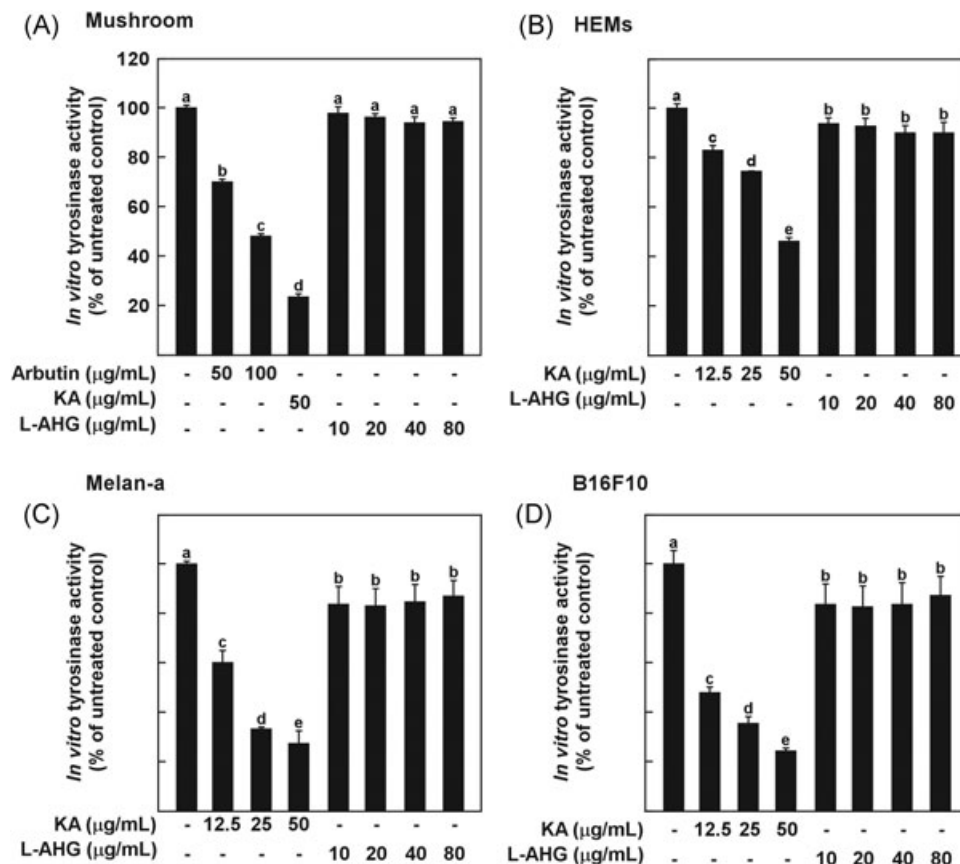 (A) Mushroom
In vitro tyrosinase activity
(% of untreated control)
120
100
80
60
40
20
a
b
c
d
a
a
a
a
Arbutin (μg/mL) - 50 100 - - - - -
KA (μg/mL) - - - 50 - - - -
L-AHG (μg/mL) - - - - 10 20 40 80
(B) HEMs
In vitro tyrosinase activity
(% of untreated control)
a
c
d
e
b
b
b
b
KA (μg/mL) - 12.5 25 50 - - - -
L-AHG (μg/mL) - - - - 10 20 40 80
(C) Melan-a
In vitro tyrosinase activity
(% of untreated control)
a
c
d
e
b
b
b
b
KA (μg/mL) - 12.5 25 50 - - - -
L-AHG (μg/mL) - - - - 10 20 40 80
(D) B16F10
In vitro tyrosinase activity
(% of untreated control)
a
c
d
e
b
b
b
b
KA (μg/mL) - 12.5 25 50 - - - -
L-AHG (μg/mL) - - - - 10 20 40 80